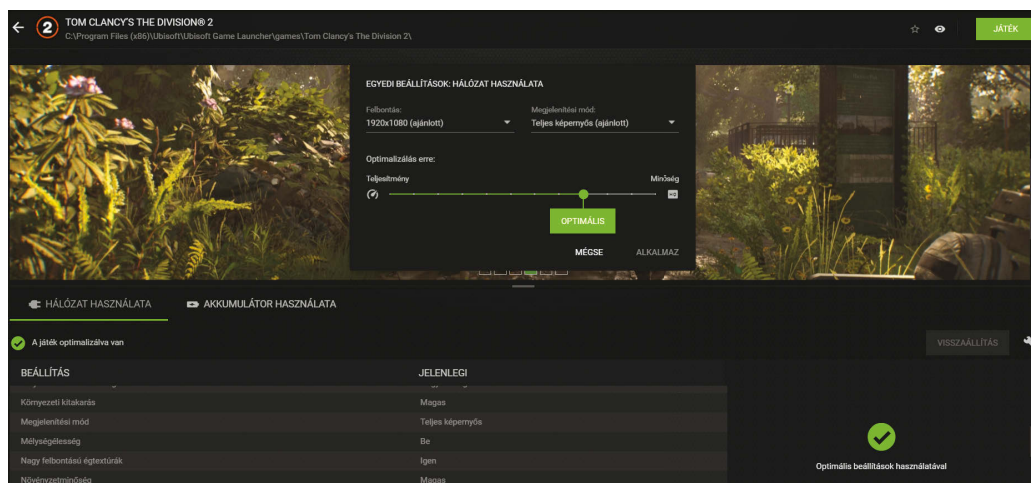 2
TOM CLANCY'S THE DIVISION® 2
C:\Program Files (x86)\Ubisoft\Ubisoft Game Launcher\games\Tom Clancy's The Division 2\
JÁTÉK
EGYEDI BEÁLLÍTÁSOK: HÁLÓZAT HASZNÁLATA
Felbontás:
Megjelenítési mód:
1920x1080 (ajánlott)
Teljes képernyős (ajánlott)
Optimalizálás erre:
Teljesítmény
Minőség
OPTIMÁLIS
MÉGSE
ALKALMAZ
HÁLÓZAT HASZNÁLATA
AKKUMULÁTOR HASZNÁLATA
A játék optimalizálva van
VISSZAÁLLÍTÁS
BEÁLLÍTÁS
JELENLEGI
Környezeti kitakarás
Magas
Megjelenítési mód
Teljes képernyős
Mélységélesség
Be
Nagy felbontású égtextúrák
Igen
Növényzetminőség
Magas
Optimális beállítások használatával